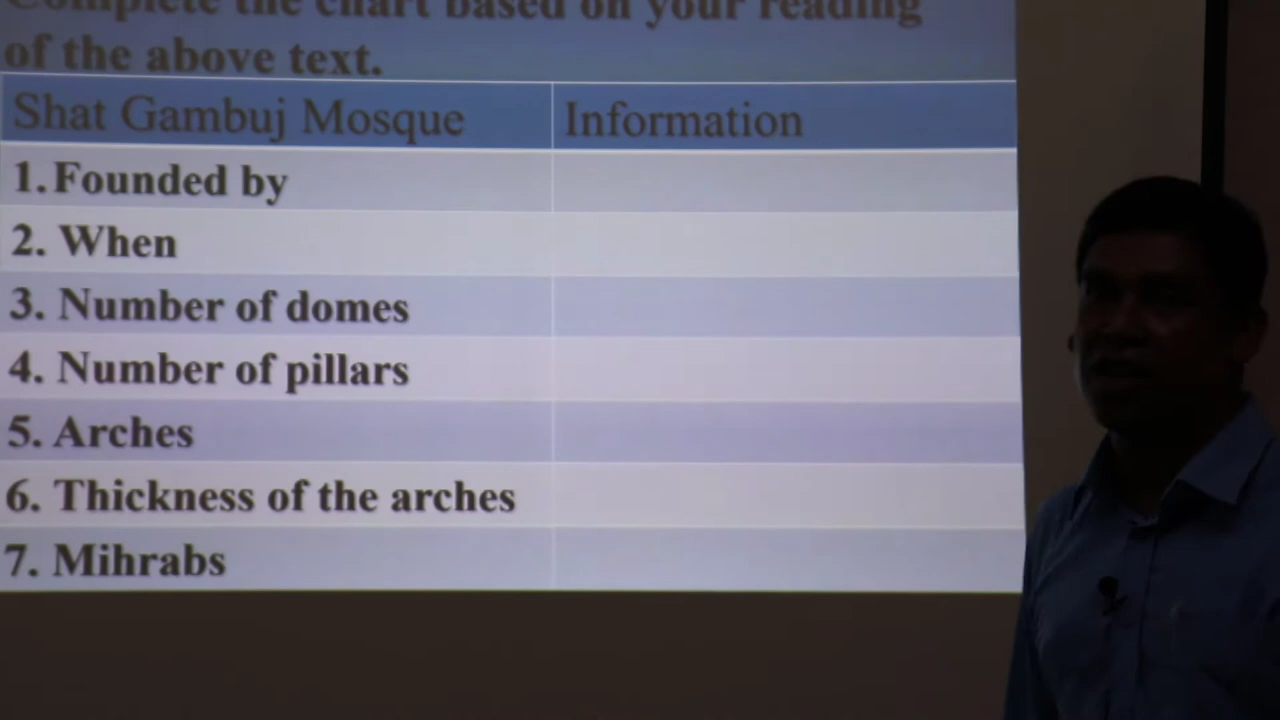 Complete the chart based on your reading
of the above text.
Shat Gambuj Mosque Information
1. Founded by
2. When
3. Number of domes
4. Number of pillars
5. Arches
6. Thickness of the arches
7. Mihrabs